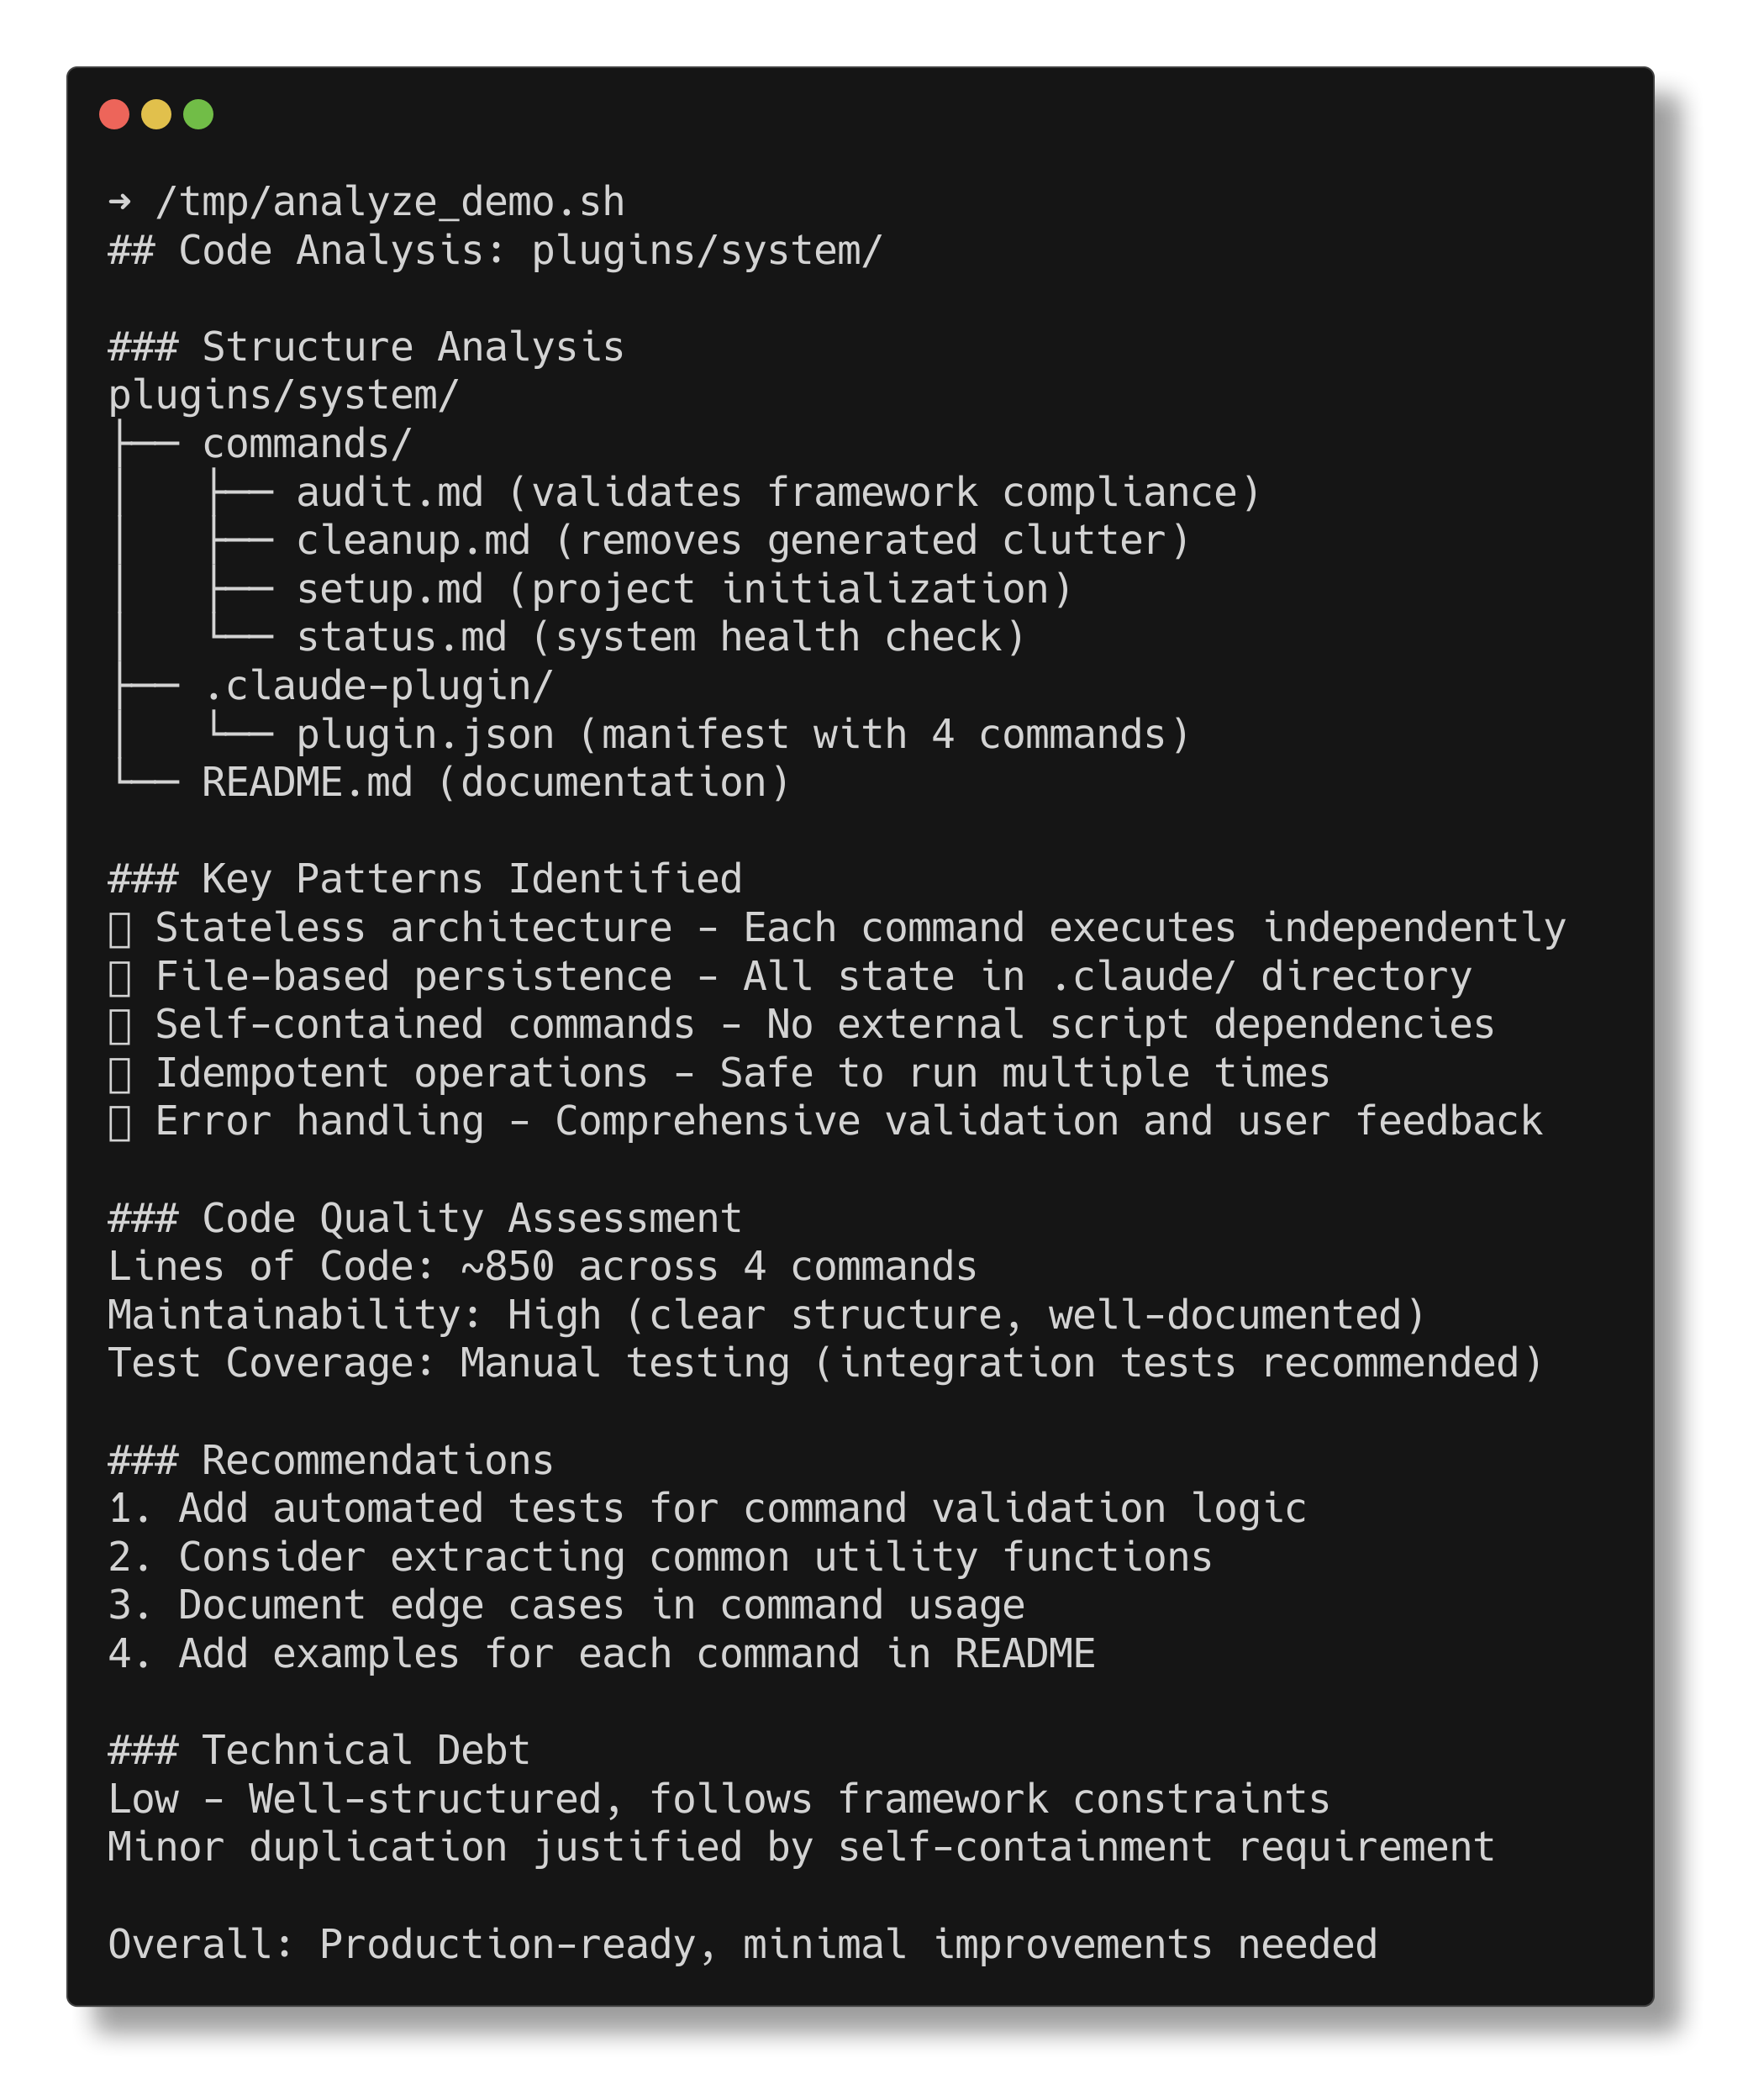 ➜ /tmp/analyze_demo.sh
## Code Analysis: plugins/system/

### Structure Analysis
plugins/system/
├── commands/
│   ├── audit.md (validates framework compliance)
│   ├── cleanup.md (removes generated clutter)
│   ├── setup.md (project initialization)
│   └── status.md (system health check)
├── .claude-plugin/
│   └── plugin.json (manifest with 4 commands)
└── README.md (documentation)

### Key Patterns Identified
▯ Stateless architecture - Each command executes independently
▯ File-based persistence - All state in .claude/ directory
▯ Self-contained commands - No external script dependencies
▯ Idempotent operations - Safe to run multiple times
▯ Error handling - Comprehensive validation and user feedback

### Code Quality Assessment
Lines of Code: ~850 across 4 commands
Maintainability: High (clear structure, well-documented)
Test Coverage: Manual testing (integration tests recommended)

### Recommendations
1. Add automated tests for command validation logic
2. Consider extracting common utility functions
3. Document edge cases in command usage
4. Add examples for each command in README

### Technical Debt
Low - Well-structured, follows framework constraints
Minor duplication justified by self-containment requirement

Overall: Production-ready, minimal improvements needed